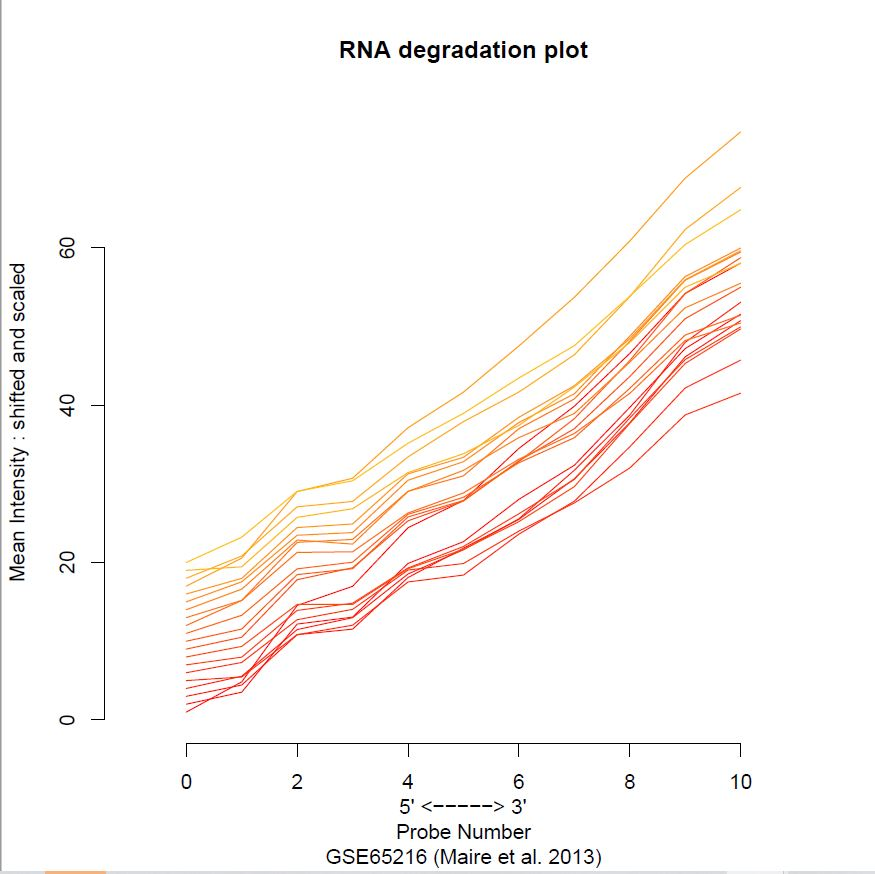 RNA degradation plot
Mean Intensity : shifted and scaled
60
40
20
0
0 2 4 6 8 10
5' <−−−−−> 3'
Probe Number
GSE65216 (Maire et al. 2013)